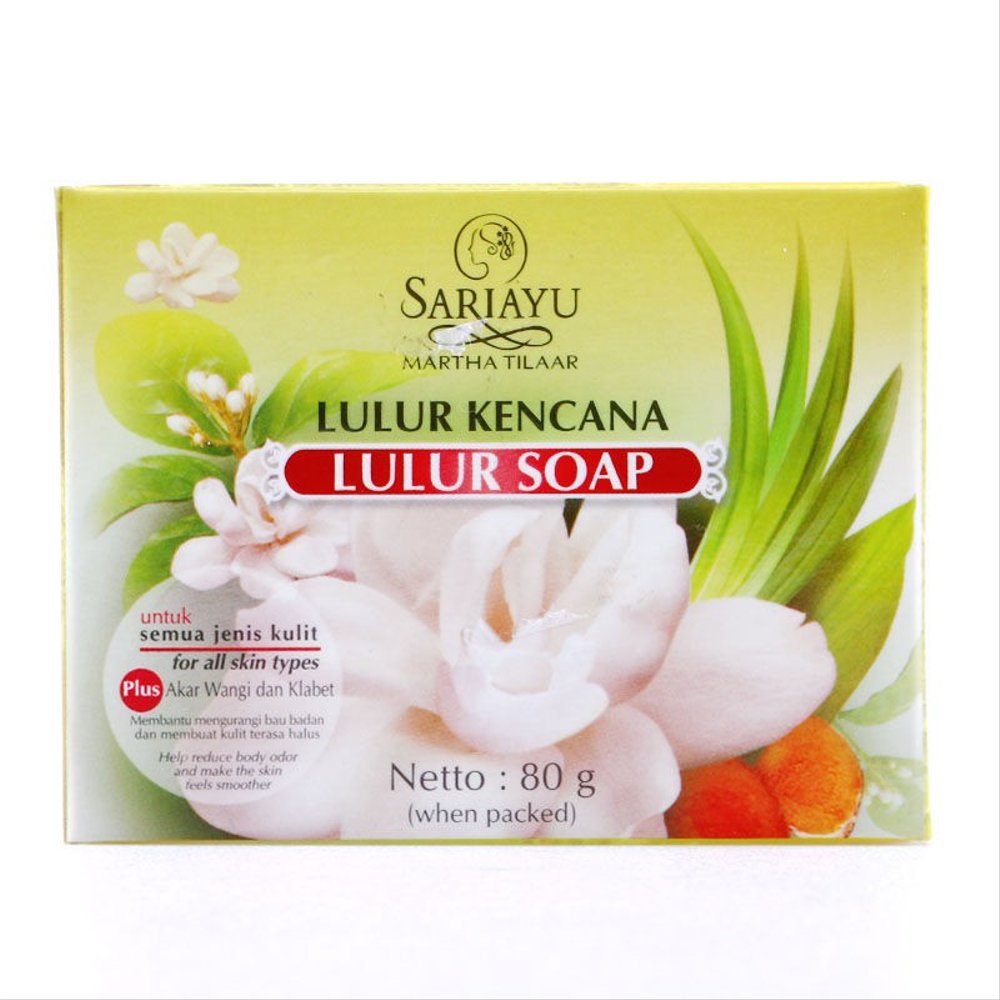 SARIAYU
MARTHA TILAAR
LULUR KENCANA
LULUR SOAP
untuk
semua jenis kulit
for all skin types
Plus Akar Wangi dan Klabet
Membantu mengurangi bau badan
dan membuat kulit terasa halus
Help reduce body odor
and make the skin
feels smoother
Netto : 80 g
(when packed)